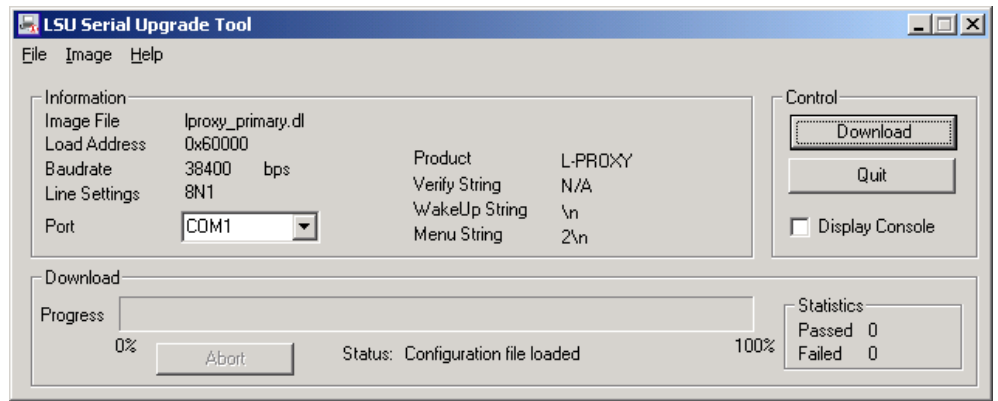 LSU Serial Upgrade Tool
File Image Help
Information
Image File lproxy_primary.dl
Load Address 0x60000
Baudrate 38400 bps
Line Settings 8N1
Port COM1
Product L-PROXY
Verify String N/A
WakeUp String \n
Menu String 2\n
Control
Download
Quit
Display Console
Download
Progress
0% 100%
Abort
Status: Configuration file loaded
Statistics
Passed 0
Failed 0